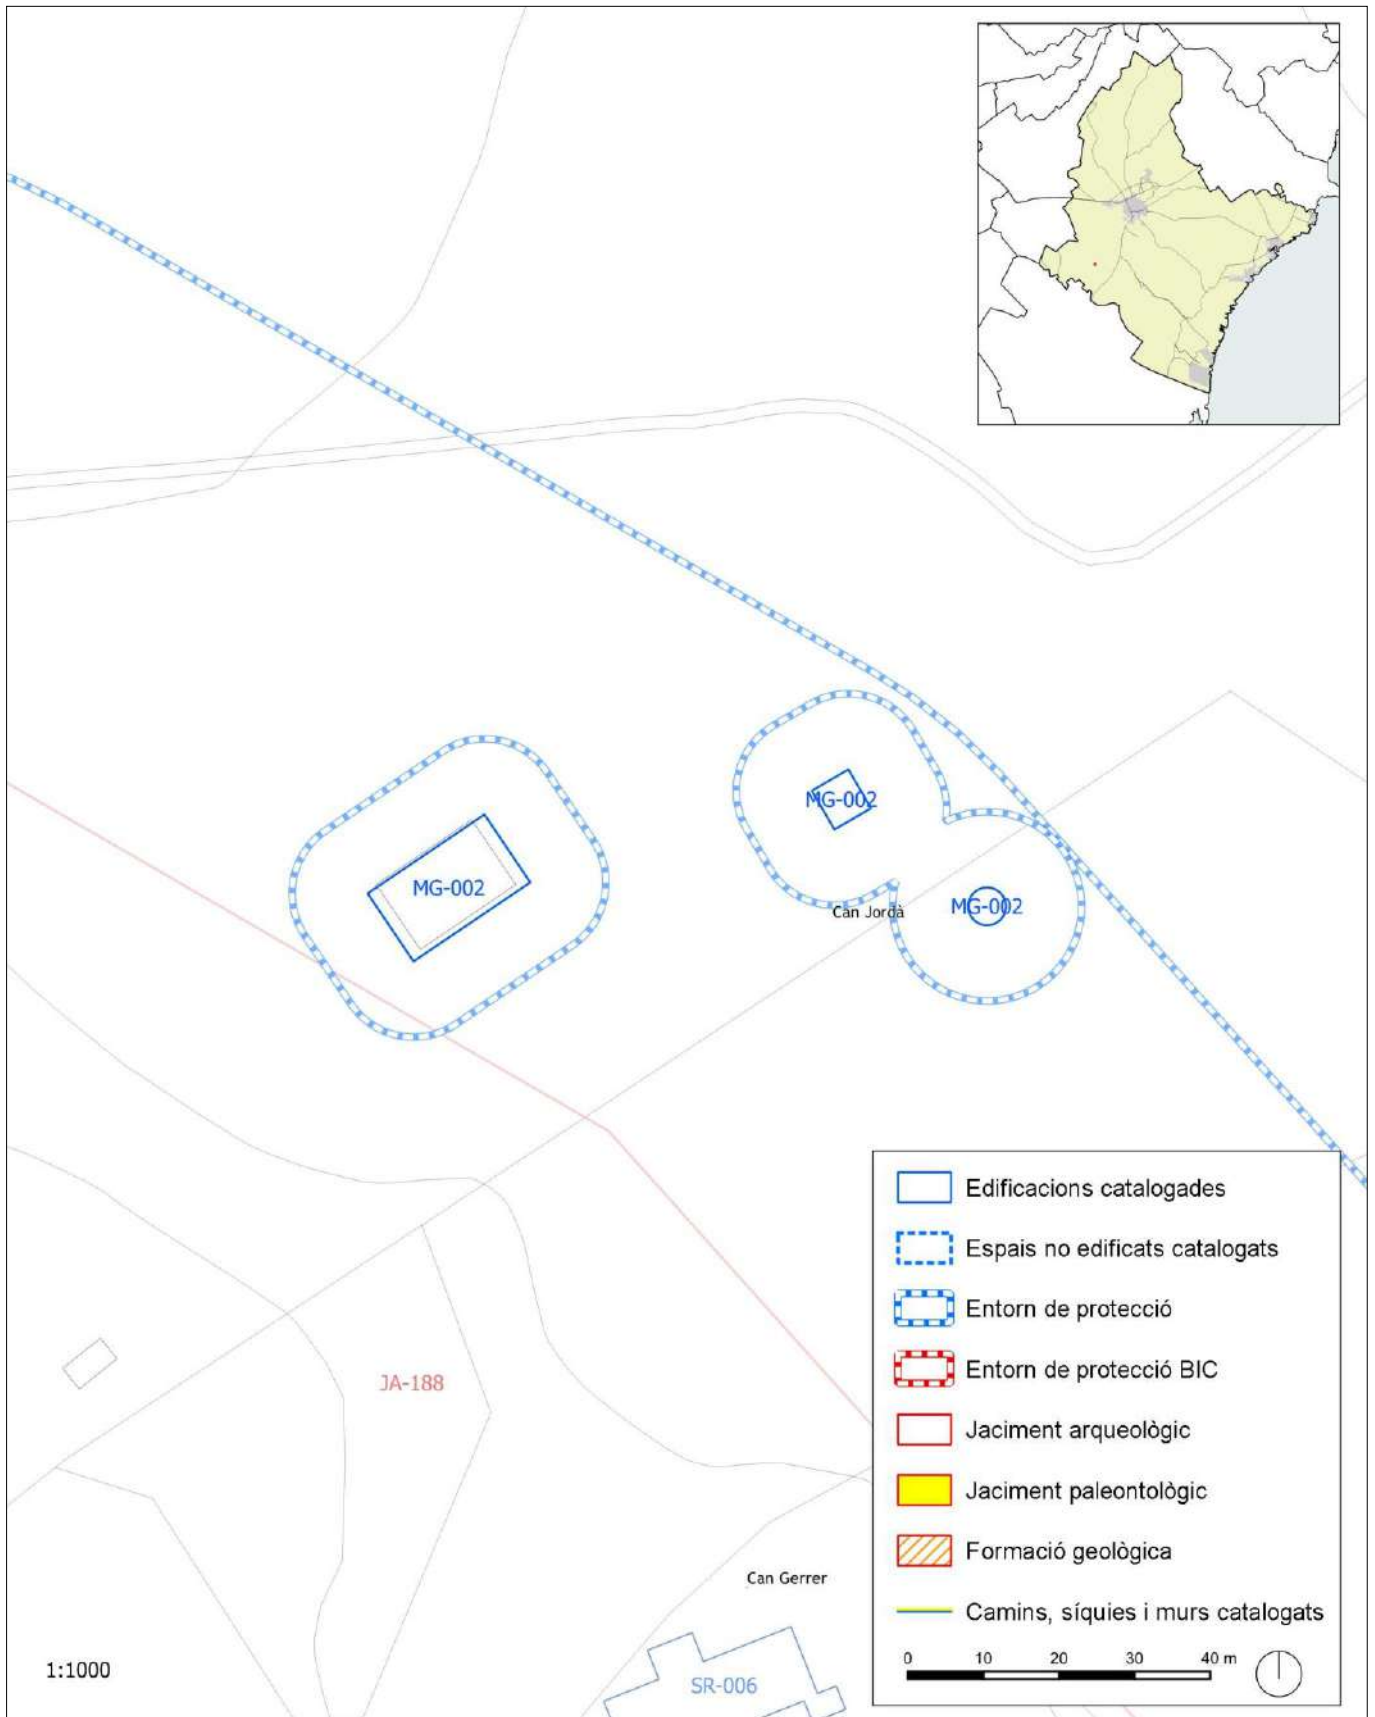 MG-002
MG-002
Can Jordà
MG-002
JA-188
Can Gerrer
SR-006
1:1000
Edificacions catalogades
Espais no edificats catalogats
Entorn de protecció
Entorn de protecció BIC
Jaciment arqueològic
Jaciment paleontològic
Formació geològica
Camins, síquies i murs catalogats
0 10 20 30 40 m